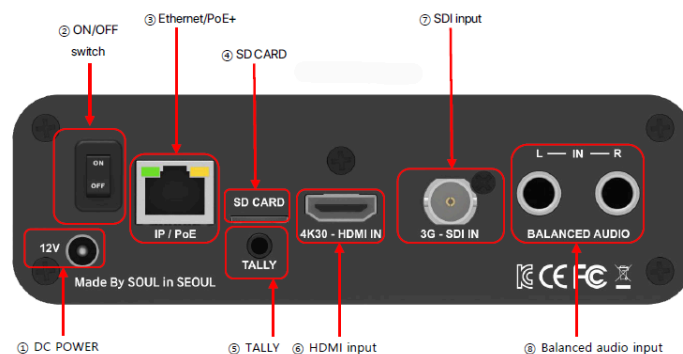 ③ Ethernet/PoE+
⑦ SDI input
② ON/OFF
switch
④ SD CARD
L — IN — R
ON
OFF
SD CARD
IP / PoE
4K30 - HDMI IN
3G - SDI IN
BALANCED AUDIO
12V
TALLY
Made By SOUL in SEOUL
CE FC
① DC POWER
⑤ TALLY
⑥ HDMI input
⑧ Balanced audio input